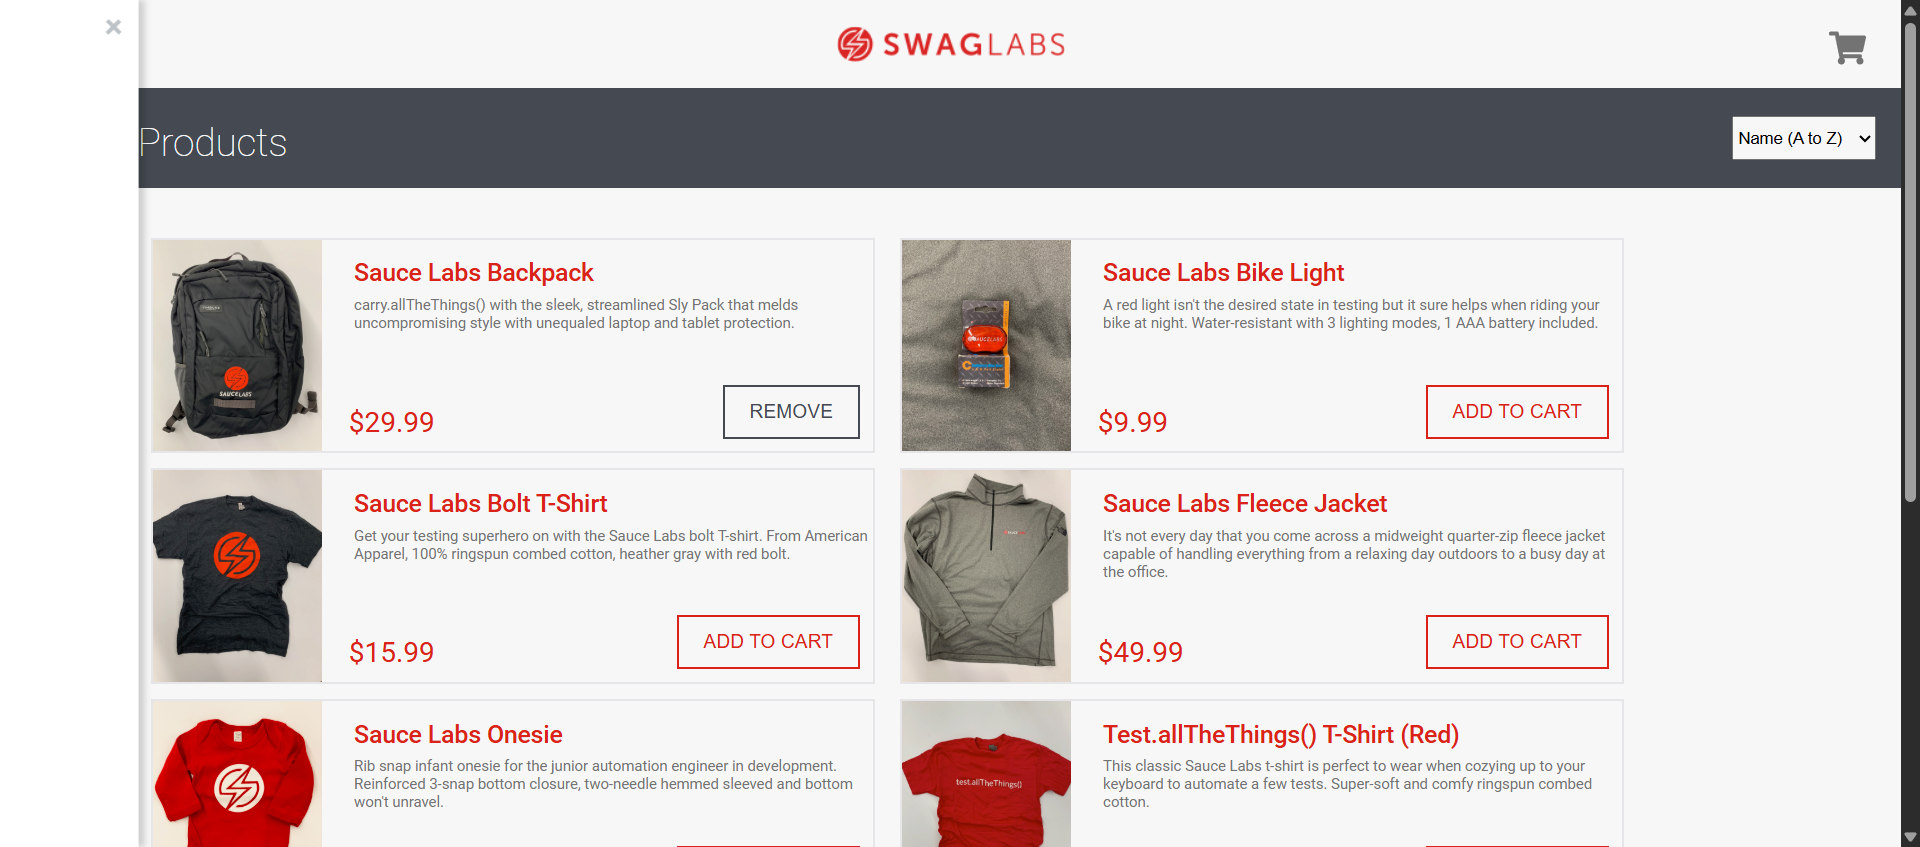 ×
SWAGLABS
Products
Name (A to Z)
Sauce Labs Backpack
carry.allTheThings() with the sleek, streamlined Sly Pack that melds
uncompromising style with unequaled laptop and tablet protection.
$29.99
REMOVE
SAUCELABS
Sauce Labs Bike Light
A red light isn't the desired state in testing but it sure helps when riding your
bike at night. Water-resistant with 3 lighting modes, 1 AAA battery included.
$9.99
ADD TO CART
SAUCELABS
Sauce Labs Bolt T-Shirt
Get your testing superhero on with the Sauce Labs bolt T-shirt. From American
Apparel, 100% ringspun combed cotton, heather gray with red bolt.
$15.99
ADD TO CART
Sauce Labs Fleece Jacket
It's not every day that you come across a midweight quarter-zip fleece jacket
capable of handling everything from a relaxing day outdoors to a busy day at
the office.
$49.99
ADD TO CART
Sauce Labs Onesie
Rib snap infant onesie for the junior automation engineer in development.
Reinforced 3-snap bottom closure, two-needle hemmed sleeved and bottom
won't unravel.
Test.allTheThings() T-Shirt (Red)
This classic Sauce Labs t-shirt is perfect to wear when cozying up to your
keyboard to automate a few tests. Super-soft and comfy ringspun combed
cotton.
test.allTheThings()